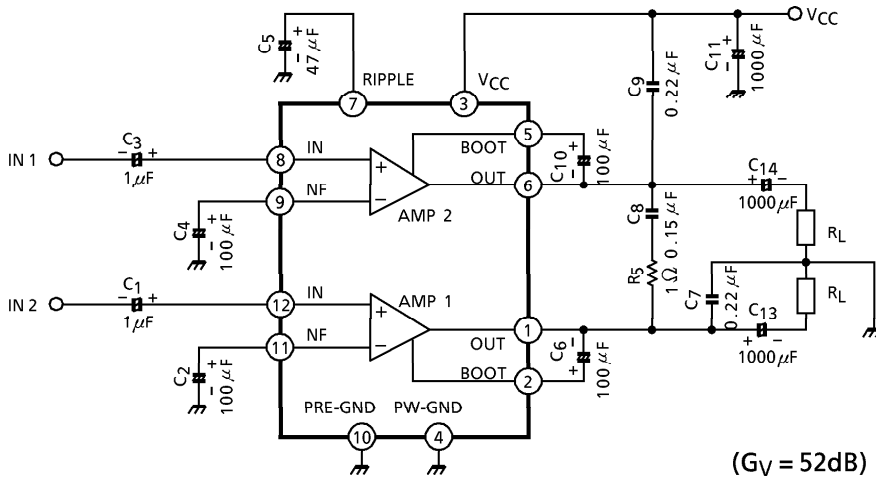 C5
+
-
47 μF
RIPPLE
7
VCC
3
C9
0.22 μF
C11
+
-
1000 μF
VCC
IN 1
C3
- +
1μF
8
IN
9
NF
+
-
AMP 2
BOOT
5
OUT
6
C10
+
-
100 μF
C4
+
-
100 μF
C8
0.15 μF
R5
1 Ω
C14
+ -
1000 μF
RL
RL
IN 2
C1
- +
1μF
12
IN
11
NF
+
-
AMP 1
OUT
1
BOOT
2
C6
-
+
100 μF
C7
0.22 μF
C13
+ -
1000 μF
C2
+
-
100 μF
PRE-GND
PW-GND
10
4
(GV = 52dB)